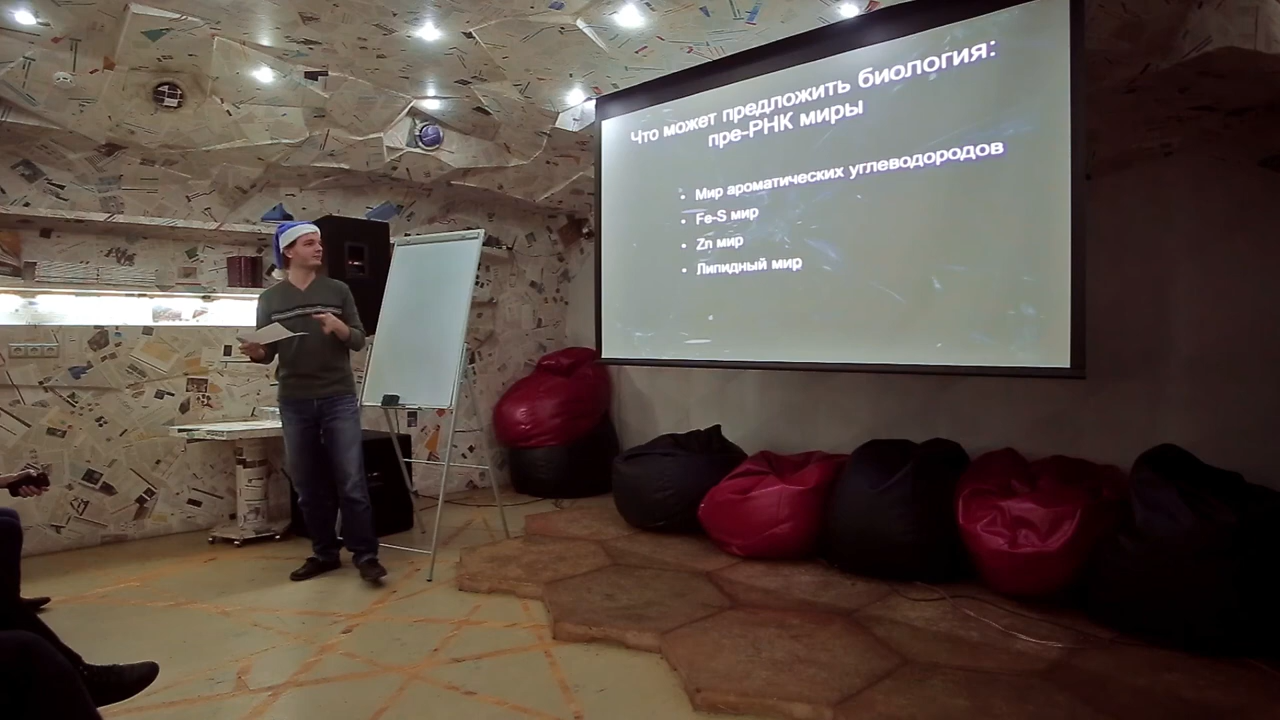 Что может предложить биология:
пре-РНК миры
• Мир ароматических углеводородов
• Fe-S мир
• Zn мир
• Липидный мир